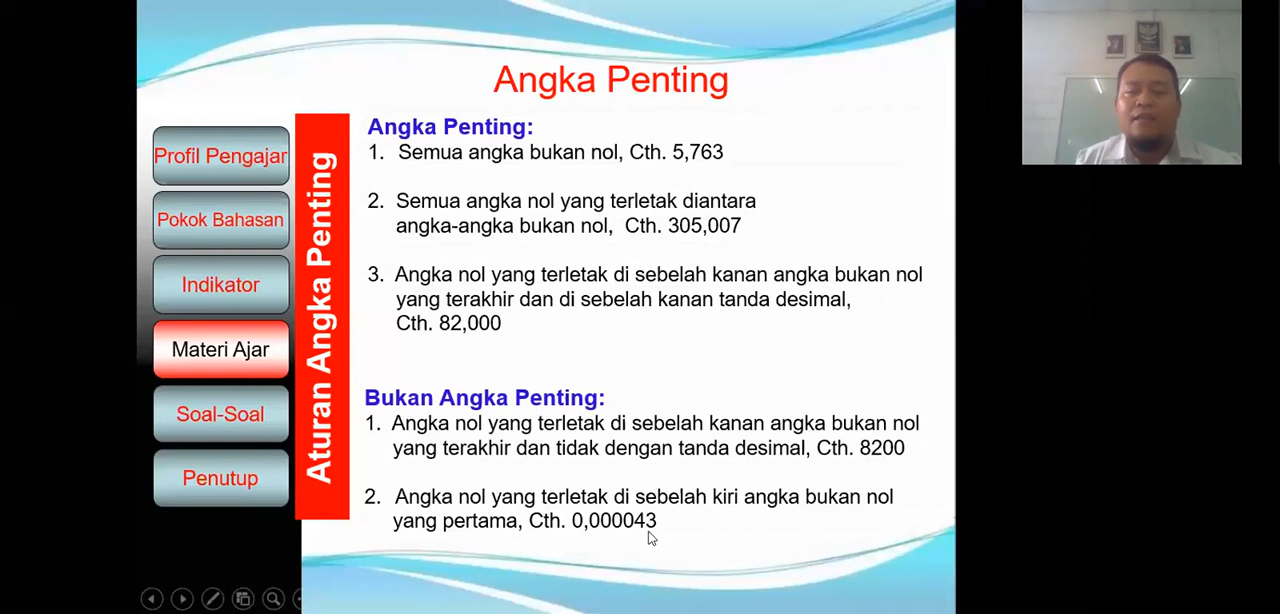 Angka Penting
Profil Pengajar
Pokok Bahasan
Indikator
Materi Ajar
Soal-Soal
Penutup
Aturan Angka Penting
Angka Penting:
1. Semua angka bukan nol, Cth. 5,763
2. Semua angka nol yang terletak diantara
angka-angka bukan nol, Cth. 305,007
3. Angka nol yang terletak di sebelah kanan angka bukan nol
yang terakhir dan di sebelah kanan tanda desimal,
Cth. 82,000
Bukan Angka Penting:
1. Angka nol yang terletak di sebelah kanan angka bukan nol
yang terakhir dan tidak dengan tanda desimal, Cth. 8200
2. Angka nol yang terletak di sebelah kiri angka bukan nol
yang pertama, Cth. 0,000043